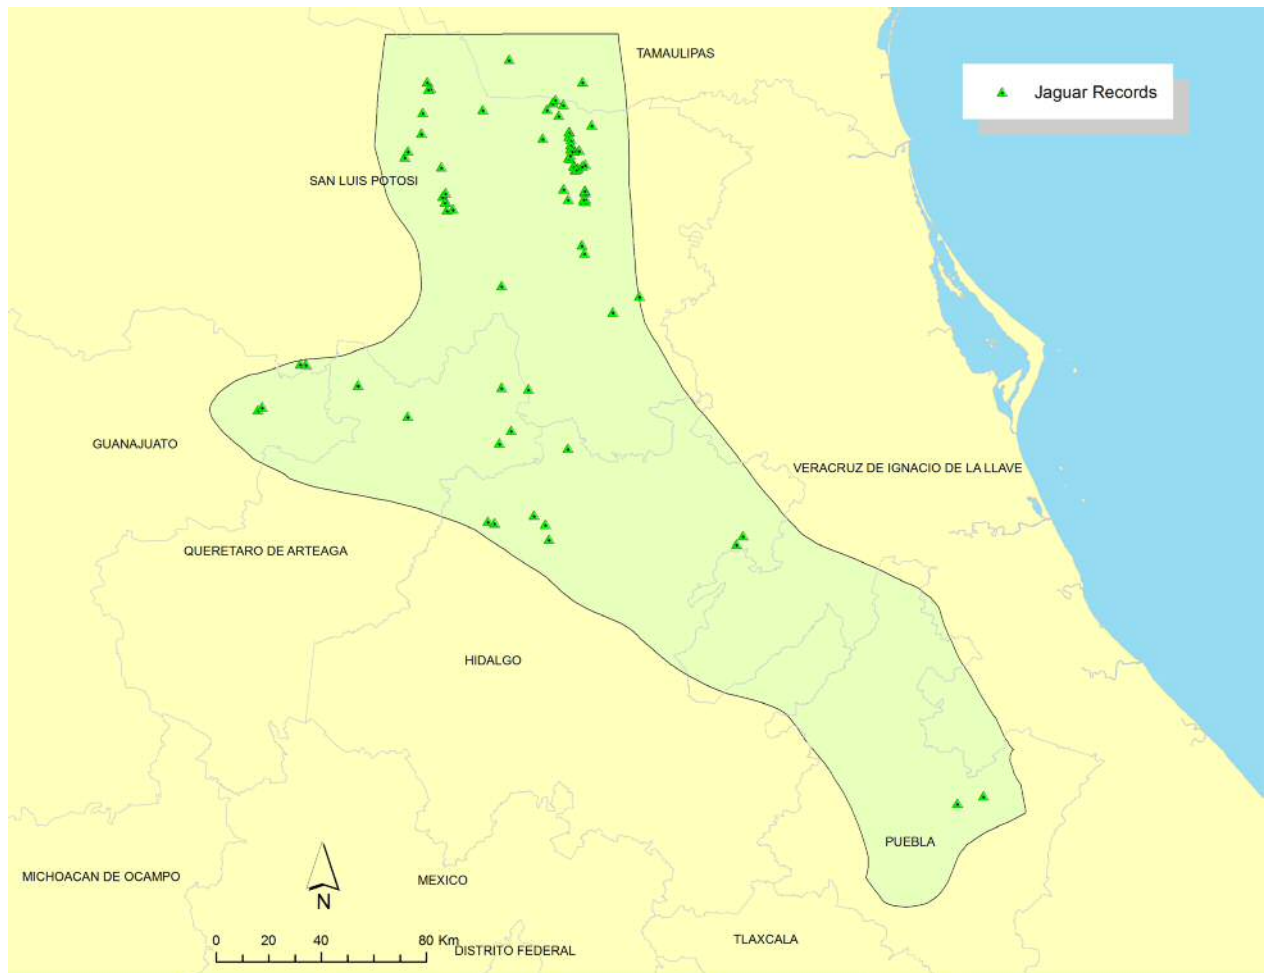 TAMAULIPAS
Jaguar Records
SAN LUIS POTOSI
GUANAJUATO
VERACRUZ DE IGNACIO DE LA LLAVE
QUERETARO DE ARTEAGA
HIDALGO
PUEBLA
MICHOACAN DE OCAMPO
MEXICO
N
TLAXCALA
0 20 40 80 Km
DISTRITO FEDERAL